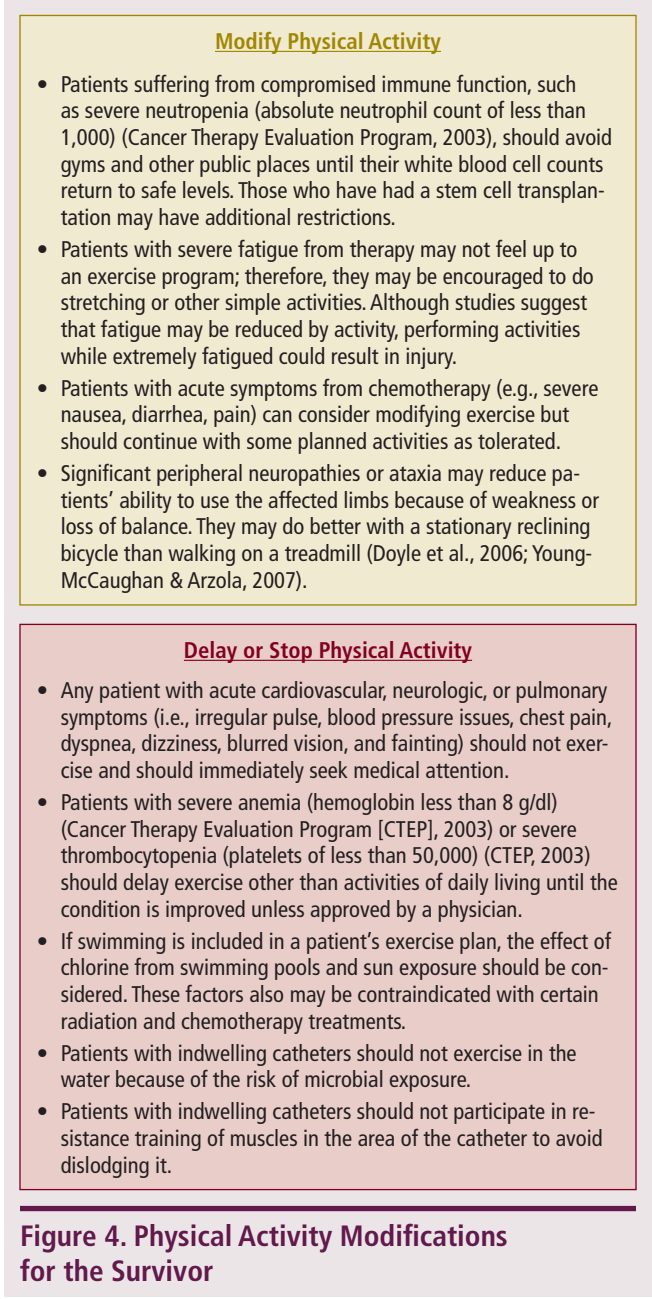 Modify Physical Activity
• Patients suffering from compromised immune function, such
as severe neutropenia (absolute neutrophil count of less than
1,000) (Cancer Therapy Evaluation Program, 2003), should avoid
gyms and other public places until their white blood cell counts
return to safe levels. Those who have had a stem cell transplan-
tation may have additional restrictions.
• Patients with severe fatigue from therapy may not feel up to
an exercise program; therefore, they may be encouraged to do
stretching or other simple activities. Although studies suggest
that fatigue may be reduced by activity, performing activities
while extremely fatigued could result in injury.
• Patients with acute symptoms from chemotherapy (e.g., severe
nausea, diarrhea, pain) can consider modifying exercise but
should continue with some planned activities as tolerated.
• Significant peripheral neuropathies or ataxia may reduce pa-
tients’ ability to use the affected limbs because of weakness or
loss of balance. They may do better with a stationary reclining
bicycle than walking on a treadmill (Doyle et al., 2006; Young-
McCaughan & Arzola, 2007).
Delay or Stop Physical Activity
• Any patient with acute cardiovascular, neurologic, or pulmonary
symptoms (i.e., irregular pulse, blood pressure issues, chest pain,
dyspnea, dizziness, blurred vision, and fainting) should not exer-
cise and should immediately seek medical attention.
• Patients with severe anemia (hemoglobin less than 8 g/dl)
(Cancer Therapy Evaluation Program [CTEP], 2003) or severe
thrombocytopenia (platelets of less than 50,000) (CTEP, 2003)
should delay exercise other than activities of daily living until the
condition is improved unless approved by a physician.
• If swimming is included in a patient’s exercise plan, the effect of
chlorine from swimming pools and sun exposure should be con-
sidered. These factors also may be contraindicated with certain
radiation and chemotherapy treatments.
• Patients with indwelling catheters should not exercise in the
water because of the risk of microbial exposure.
• Patients with indwelling catheters should not participate in re-
sistance training of muscles in the area of the catheter to avoid
dislodging it.
Figure 4. Physical Activity Modifications
for the Survivor